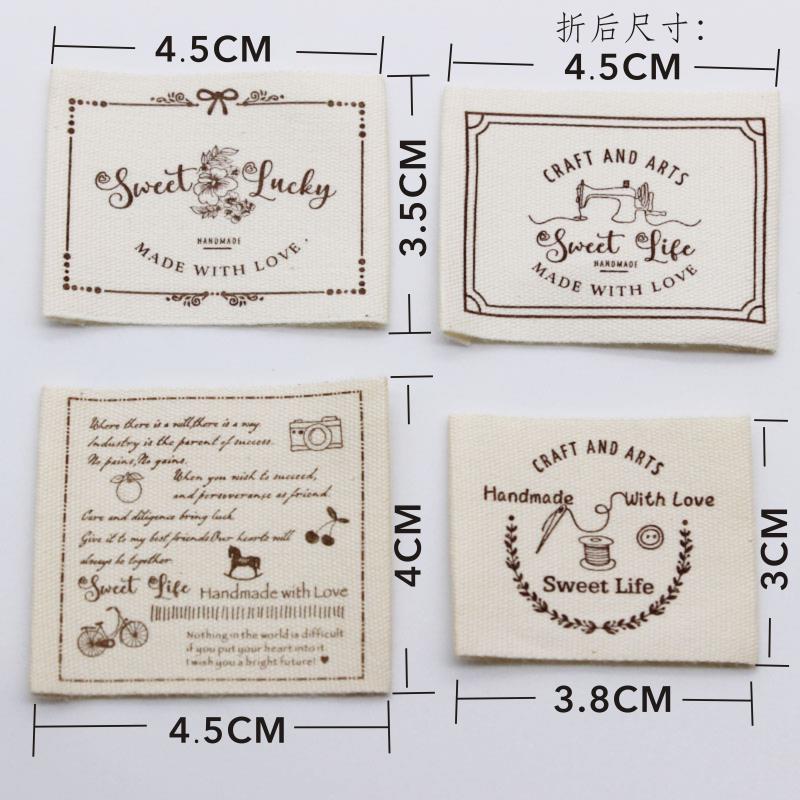 折后尺寸：
4.5CM
4.5CM
Sweet Lucky
HANDMADE
MADE WITH LOVE .
3.5CM
CRAFT AND ARTS
Sweet Life
HANDMADE
MADE WITH LOVE
Where there is a will,there is a way.
Industry is the parent of success.
No pains,No gains.
When you wish to succeed,
and perseverance as friend.
Care and diligence bring luck
Give it to my best friends.Our hearts will
always be together.
Sweet Life
Handmade with Love
Nothing in the world is difficult
if you put your heart into it
I wish you a bright future!
4CM
4.5CM
CRAFT AND ARTS
Handmade With Love
Sweet Life
3CM
3.8CM